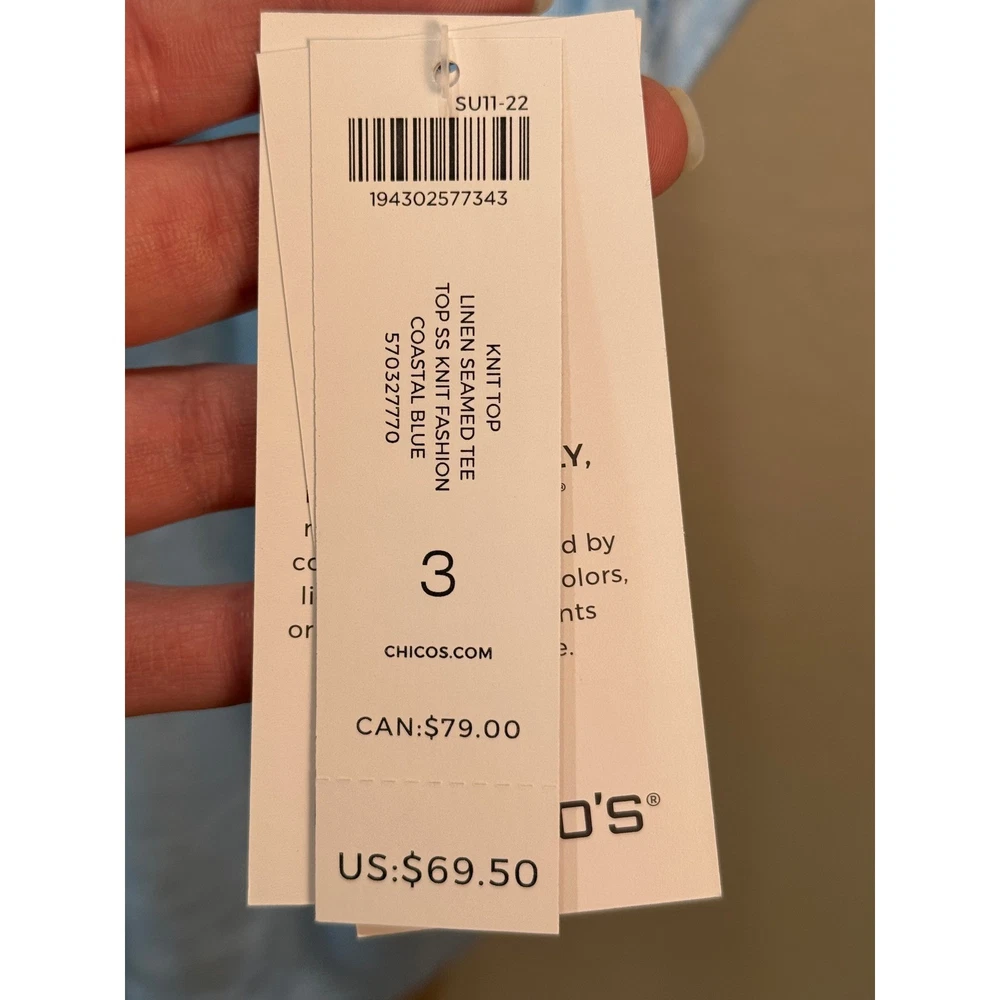 SU11-22
194302577343
KNIT TOP
LINEN SEAMED TEE
TOP SS KNIT FASHION
COASTAL BLUE
570327770
3
CHICOS.COM
CAN:$79.00
US:$69.50
d by
olors,
nts
or
O'S®